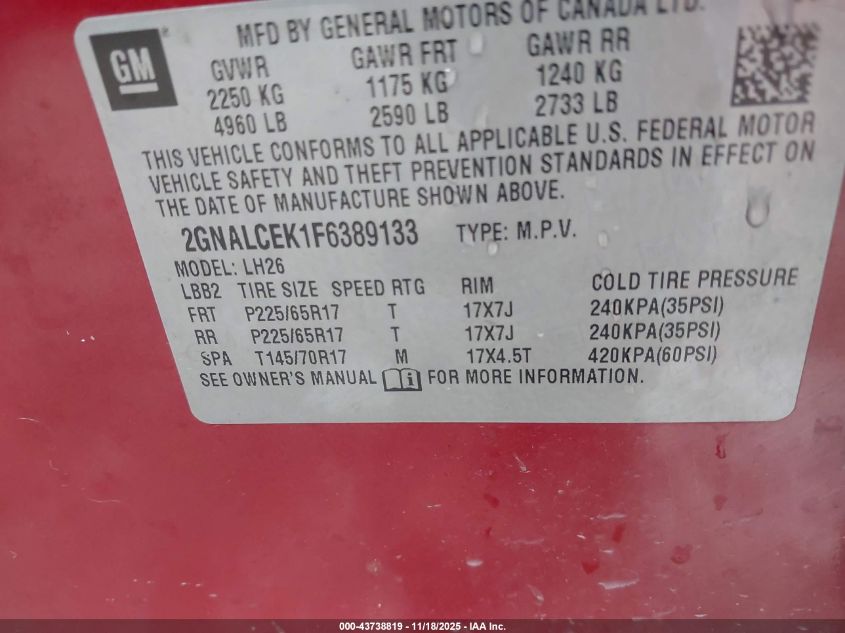 MFD BY GENERAL MOTORS OF CANADA LTD.
GM
GVWR GAWR FRT GAWR RR
2250 KG 1175 KG 1240 KG
4960 LB 2590 LB 2733 LB
THIS VEHICLE CONFORMS TO ALL APPLICABLE U.S. FEDERAL MOTOR
VEHICLE SAFETY AND THEFT PREVENTION STANDARDS IN EFFECT ON
THE DATE OF MANUFACTURE SHOWN ABOVE.
2GNALCEK1F6389133 TYPE: M.P.V.
MODEL: LH26
LBB2 TIRE SIZE SPEED RTG RIM COLD TIRE PRESSURE
FRT P225/65R17 T 17X7J 240KPA(35PSI)
RR P225/65R17 T 17X7J 240KPA(35PSI)
SPA T145/70R17 M 17X4.5T 420KPA(60PSI)
SEE OWNER'S MANUAL i FOR MORE INFORMATION.
000-43738819 - 11/18/2025 - IAA Inc.